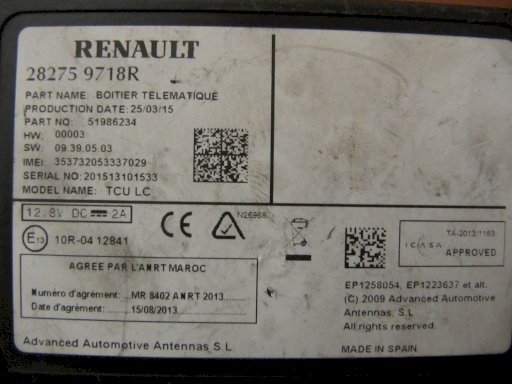 RENAULT
28275 9718R
PART NAME: BOITIER TELEMATIQUE
PRODUCTION DATE: 25/03/15
PART NO: 51986234
HW: 00003
SW: 09.39.05.03
IMEI: 353732053337029
SERIAL NO: 201513101533
MODEL NAME: TCU LC
12.8V DC 2A
CE
N26968
E13 10R-04 12841
ICASA
TA-2013/1183
APPROVED
AGREE PAR L'ANRT MAROC
Numéro d'agrément: MR 8402 ANRT 2013
Date d'agrément: 15/08/2013
EP1258054, EP1223637 et alt.
(C) 2009 Advanced Automotive
Antennas, S.L
All rights reserved.
Advanced Automotive Antennas S.L.
MADE IN SPAIN